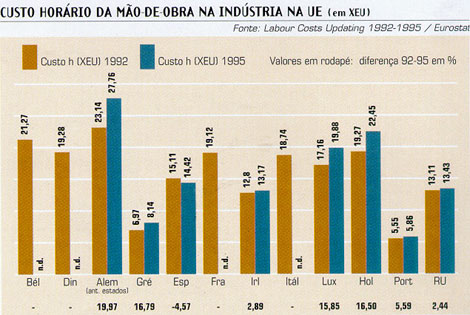 CUSTO HORÁRIO DA MÃO-DE-OBRA NA INDÚSTRIA NA UE (em XEU)
Fonte: Labour Costs Updating 1992-1995 / Eurostat
Custo h (XEU) 1992 Custo h (XEU) 1995 Valores em rodapé: diferença 92-95 em %
21,27 n.d. 19,28 n.d. 23,14 27,76 6,97 8,14 15,11 14,42 19,12 n.d. 12,8 13,17 18,74 n.d. 17,16 19,88 19,27 22,45 5,55 5,86 13,11 13,43
Bél Din Alem Gré Esp Fra Irl Itál Lux Hol Port RU
(ant. estados)
- - 19,97 16,79 -4,57 - 2,89 - 15,85 16,50 5,59 2,44